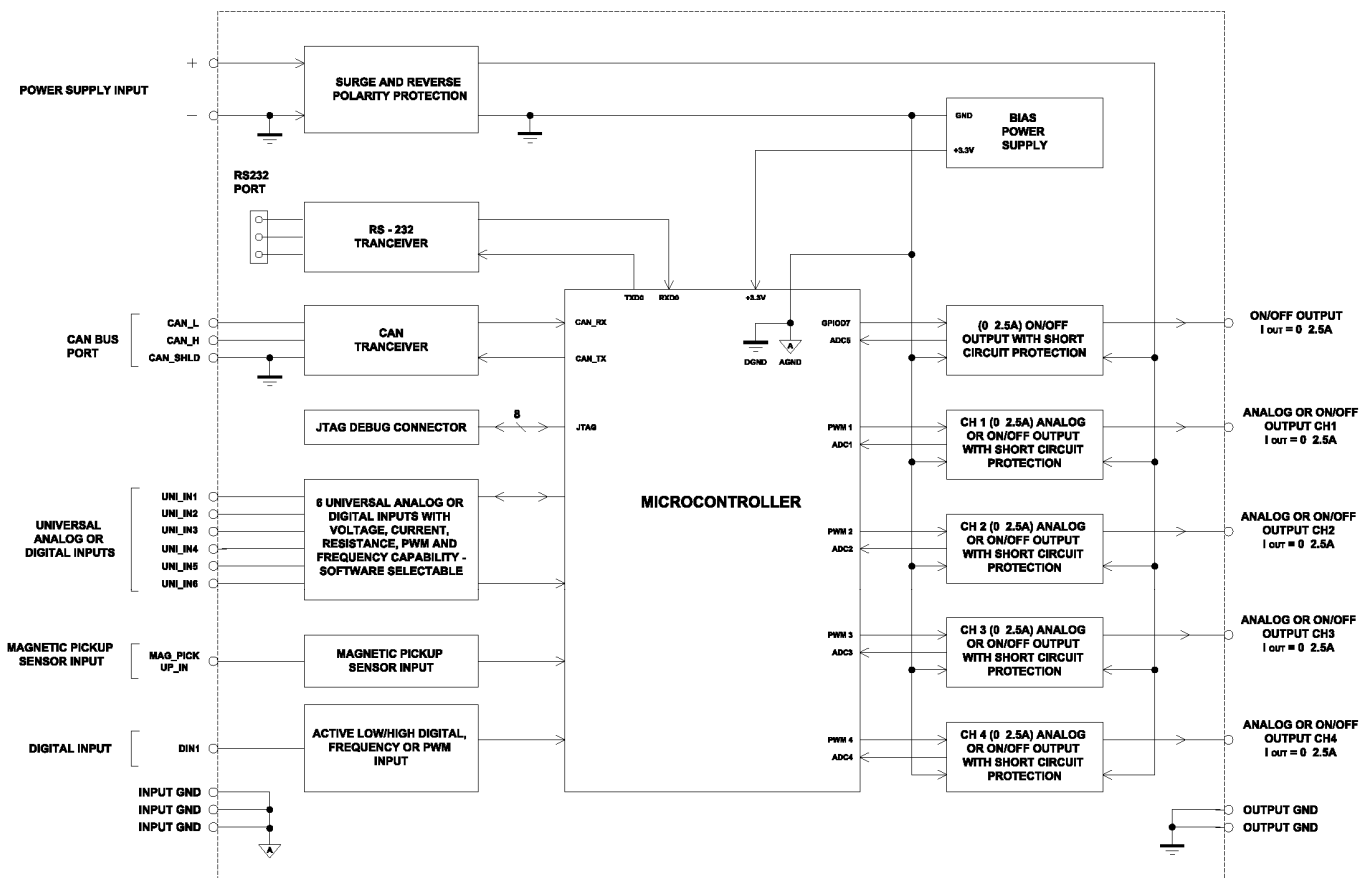 POWER SUPPLY INPUT
+
–
SURGE AND REVERSE
POLARITY PROTECTION
GND
+3.3V
BIAS
POWER
SUPPLY
RS232
PORT
RS - 232
TRANCEIVER
TXD0
RXD0
+3.3V
CAN BUS
PORT
CAN_L
CAN_H
CAN_SHLD
CAN
TRANCEIVER
CAN_RX
CAN_TX
DGND
A
AGND
GPIOD7
ADC5
(0 2.5A) ON/OFF
OUTPUT WITH SHORT
CIRCUIT PROTECTION
ON/OFF OUTPUT
I OUT = 0 2.5A
JTAG DEBUG CONNECTOR
8
JTAG
MICROCONTROLLER
PWM 1
ADC1
CH 1 (0 2.5A) ANALOG
OR ON/OFF OUTPUT
WITH SHORT CIRCUIT
PROTECTION
ANALOG OR ON/OFF
OUTPUT CH1
I OUT = 0 2.5A
UNIVERSAL
ANALOG OR
DIGITAL INPUTS
UNI_IN1
UNI_IN2
UNI_IN3
UNI_IN4
UNI_IN5
UNI_IN6
6 UNIVERSAL ANALOG OR
DIGITAL INPUTS WITH
VOLTAGE, CURRENT,
RESISTANCE, PWM AND
FREQUENCY CAPABILITY -
SOFTWARE SELECTABLE
PWM 2
ADC2
CH 2 (0 2.5A) ANALOG
OR ON/OFF OUTPUT
WITH SHORT CIRCUIT
PROTECTION
ANALOG OR ON/OFF
OUTPUT CH2
I OUT = 0 2.5A
MAGNETIC PICKUP
SENSOR INPUT
MAG_PICK
UP_IN
MAGNETIC PICKUP
SENSOR INPUT
PWM 3
ADC3
CH 3 (0 2.5A) ANALOG
OR ON/OFF OUTPUT
WITH SHORT CIRCUIT
PROTECTION
ANALOG OR ON/OFF
OUTPUT CH3
I OUT = 0 2.5A
DIGITAL INPUT
DIN1
ACTIVE LOW/HIGH DIGITAL,
FREQUENCY OR PWM
INPUT
PWM 4
ADC4
CH 4 (0 2.5A) ANALOG
OR ON/OFF OUTPUT
WITH SHORT CIRCUIT
PROTECTION
ANALOG OR ON/OFF
OUTPUT CH4
I OUT = 0 2.5A
INPUT GND
INPUT GND
INPUT GND
A
OUTPUT GND
OUTPUT GND